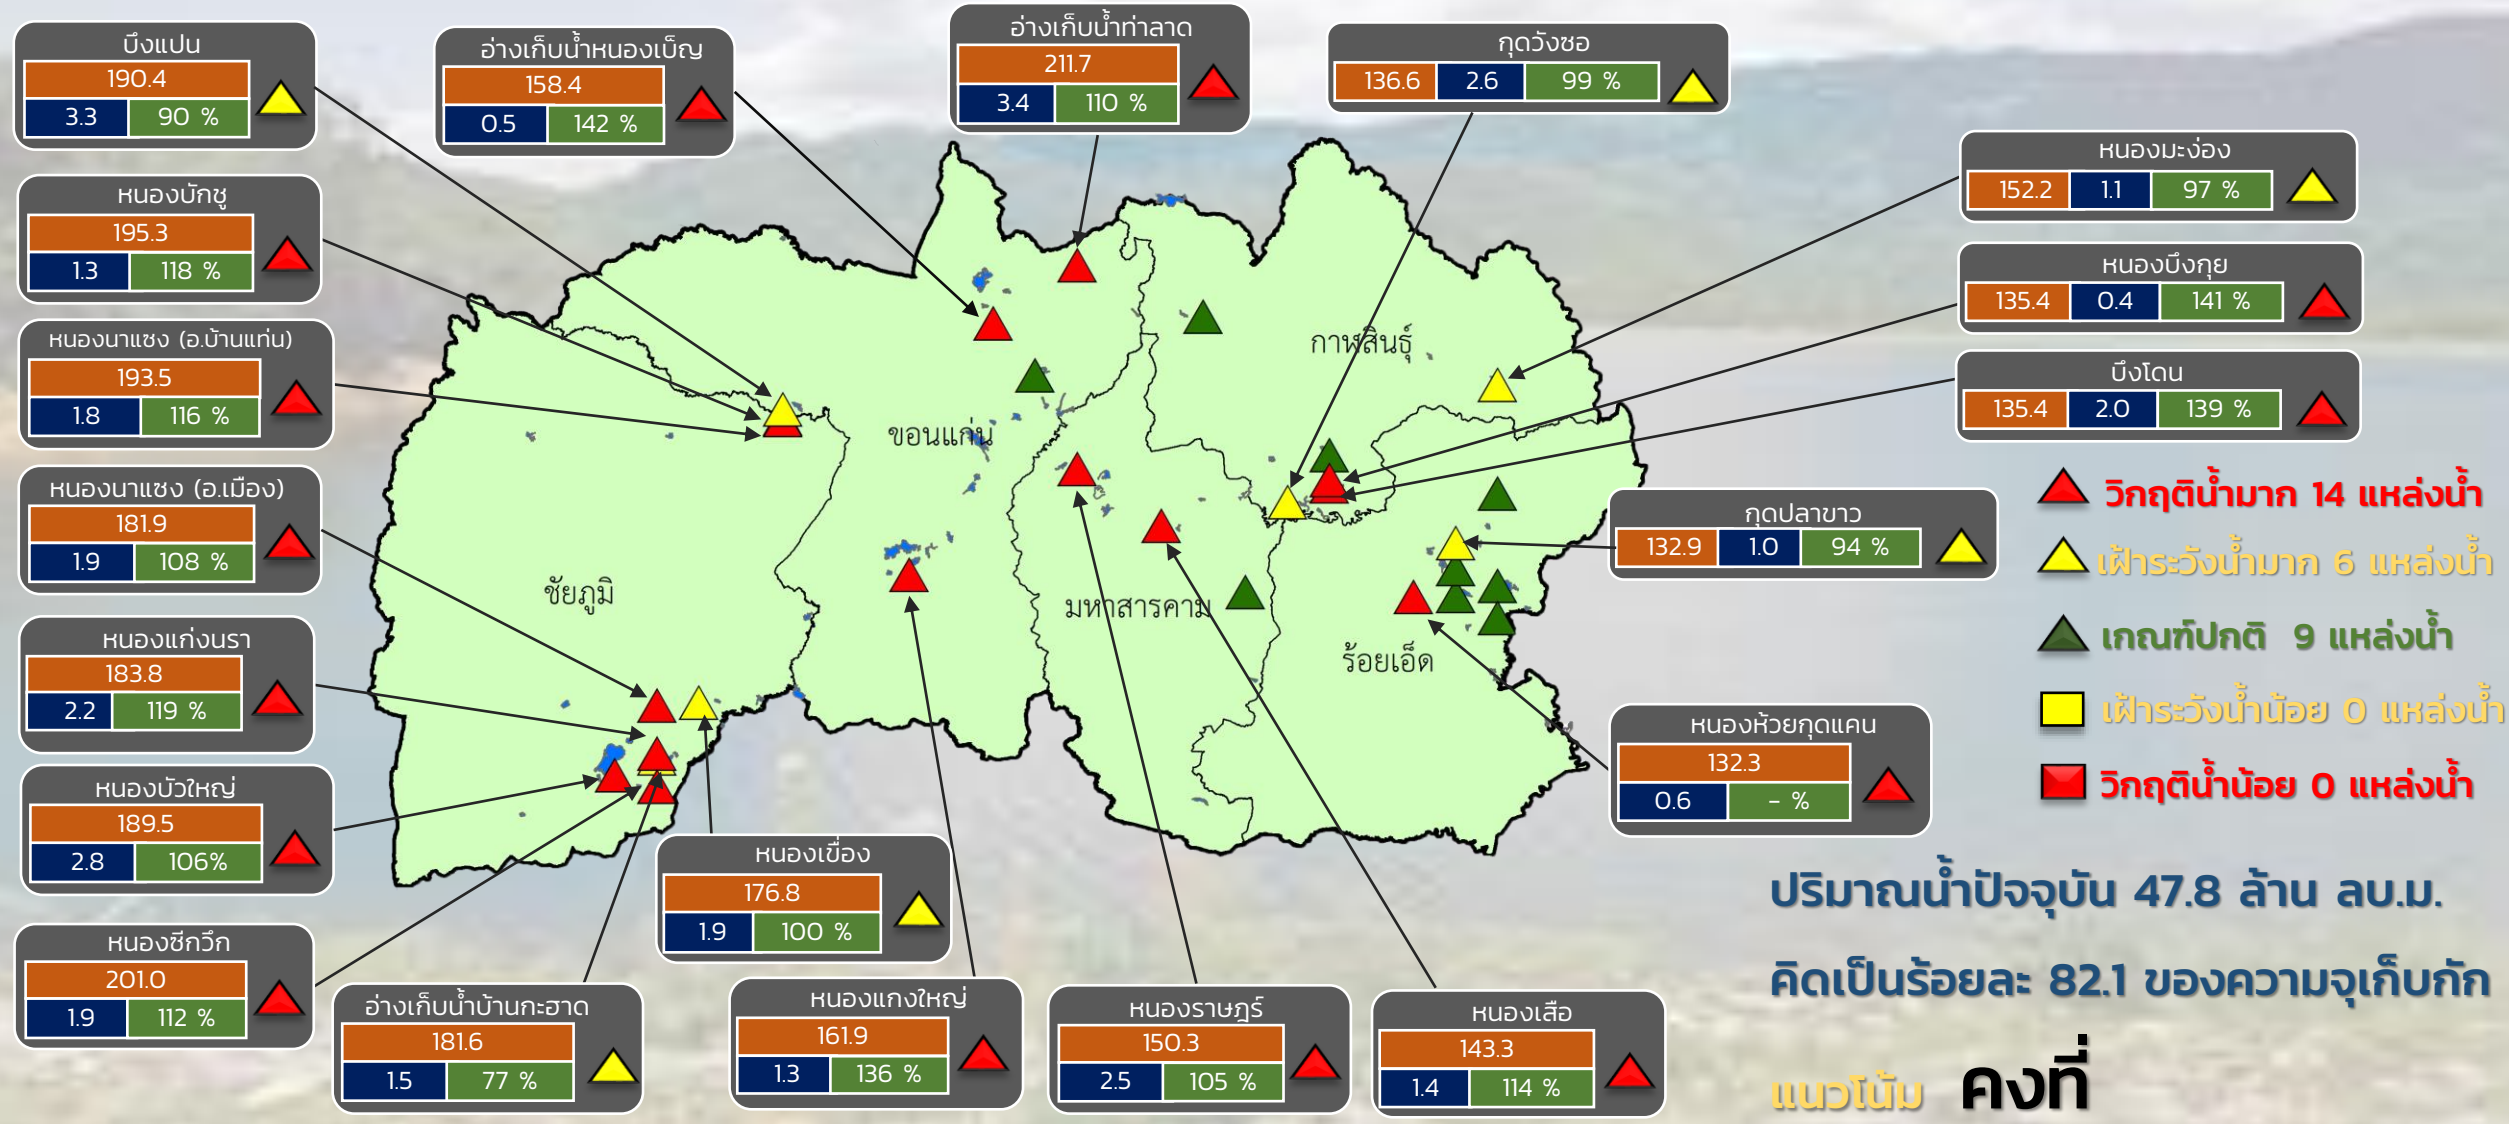 บึงแปน
190.4
3.3 90 %
อ่างเก็บน้ำหนองเบ็ญ
158.4
0.5 142 %
อ่างเก็บน้ำท่าลาด
211.7
3.4 110 %
กุดวังซอ
136.6 2.6 99 %
หนองมะง่อง
152.2 1.1 97 %
หนองบึงกุย
135.4 0.4 141 %
บึงโดน
135.4 2.0 139 %
หนองบักชู
195.3
1.3 118 %
หนองนาแซง (อ.บ้านแท่น)
193.5
1.8 116 %
หนองนาแซง (อ.เมือง)
181.9
1.9 108 %
หนองแก่งนรา
183.8
2.2 119 %
หนองบัวใหญ่
189.5
2.8 106%
หนองซีกวึก
201.0
1.9 112 %
อ่างเก็บน้ำบ้านกะฮาด
181.6
1.5 77 %
หนองเขื่อง
176.8
1.9 100 %
หนองแกงใหญ่
161.9
1.3 136 %
หนองราษฎร์
150.3
2.5 105 %
หนองเสือ
143.3
1.4 114 %
กุดปลาขาว
132.9 1.0 94 %
หนองห้วยกุดแคน
132.3
0.6 - %
กาฬสินธุ์
ขอนแก่น
ชัยภูมิ
มหาสารคาม
ร้อยเอ็ด
วิกฤติน้ำมาก 14 แหล่งน้ำ
เฝ้าระวังน้ำมาก 6 แหล่งน้ำ
เกณฑ์ปกติ 9 แหล่งน้ำ
เฝ้าระวังน้ำน้อย 0 แหล่งน้ำ
วิกฤติน้ำน้อย 0 แหล่งน้ำ
ปริมาณน้ำปัจจุบัน 47.8 ล้าน ลบ.ม.
คิดเป็นร้อยละ 82.1 ของความจุเก็บกัก
แนวโน้ม คงที่